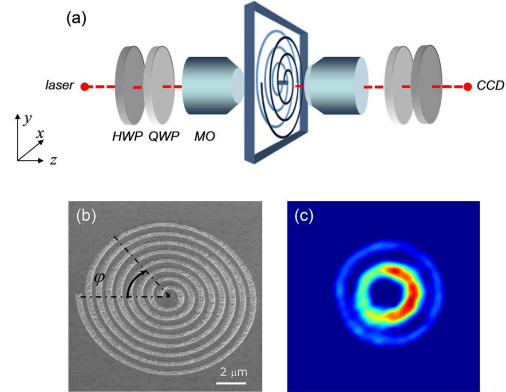 (a)
laser
CCD
HWP QWP MO
y
x
z
(b)
(c)
φ
2 μm